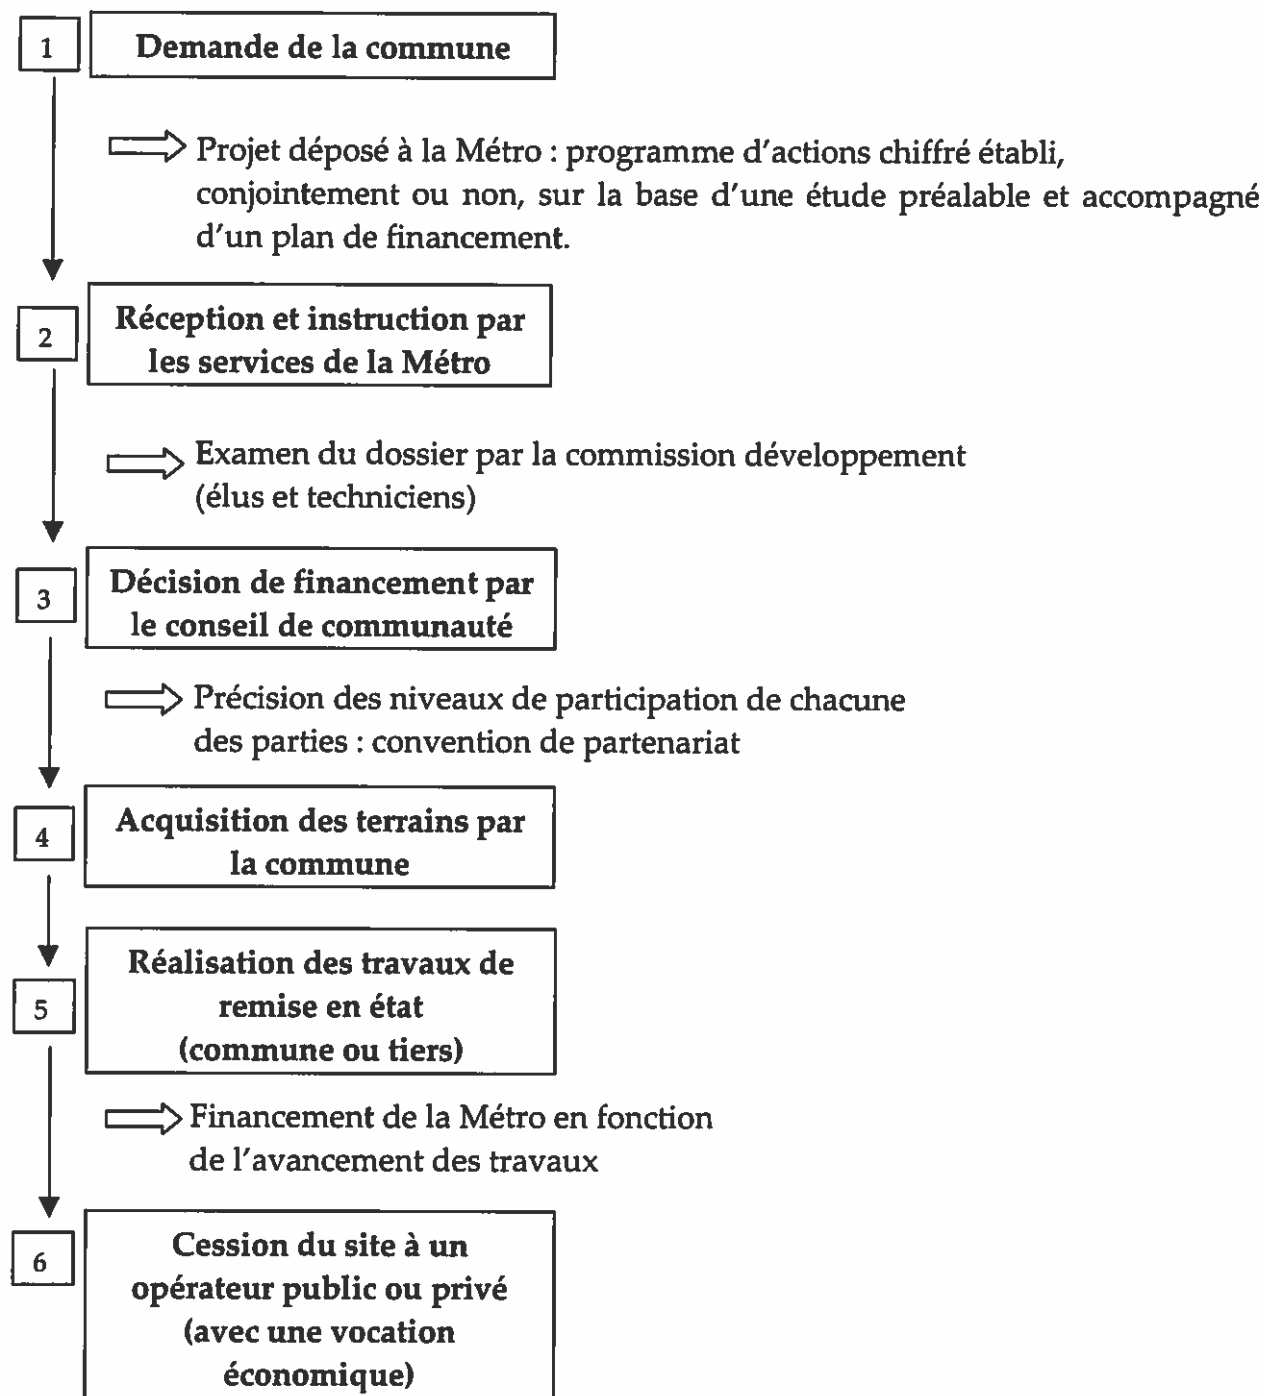 1
Demande de la commune
Projet déposé à la Métro : programme d'actions chiffré établi,
conjointement ou non, sur la base d'une étude préalable et accompagné
d'un plan de financement.
2
Réception et instruction par
les services de la Métro
Examen du dossier par la commission développement
(élus et techniciens)
3
Décision de financement par
le conseil de communauté
Précision des niveaux de participation de chacune
des parties : convention de partenariat
4
Acquisition des terrains par
la commune
5
Réalisation des travaux de
remise en état
(commune ou tiers)
Financement de la Métro en fonction
de l'avancement des travaux
6
Cession du site à un
opérateur public ou privé
(avec une vocation
économique)